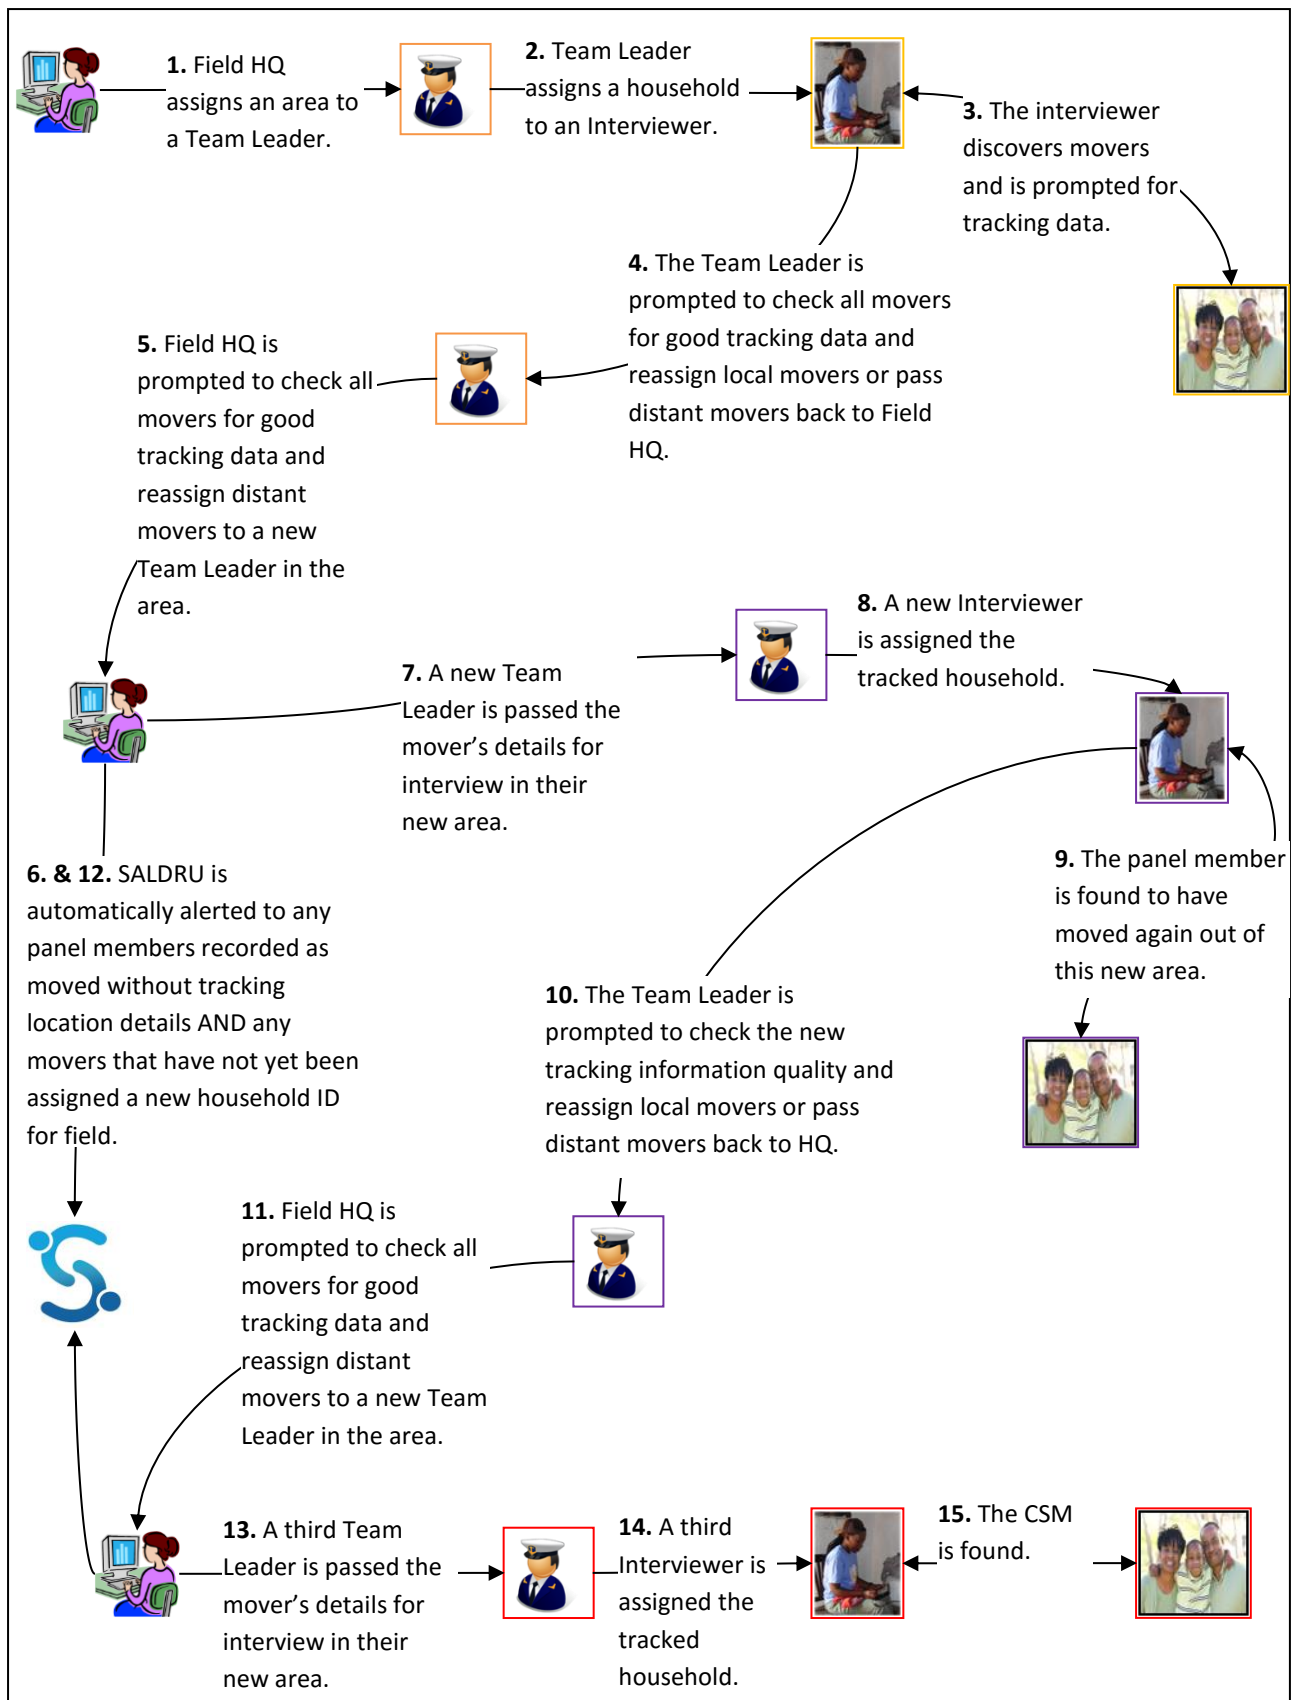 1. Field HQ
assigns an area to
a Team Leader.
2. Team Leader
assigns a household
to an Interviewer.
3. The interviewer
discovers movers
and is prompted for
tracking data.
4. The Team Leader is
prompted to check all movers
for good tracking data and
reassign local movers or pass
distant movers back to Field
HQ.
5. Field HQ is
prompted to check all
movers for good
tracking data and
reassign distant
movers to a new
Team Leader in the
area.
6. & 12. SALDRU is
automatically alerted to any
panel members recorded as
moved without tracking
location details AND any
movers that have not yet been
assigned a new household ID
for field.
7. A new Team
Leader is passed the
mover’s details for
interview in their
new area.
8. A new Interviewer
is assigned the
tracked household.
9. The panel member
is found to have
moved again out of
this new area.
10. The Team Leader is
prompted to check the new
tracking information quality and
reassign local movers or pass
distant movers back to HQ.
11. Field HQ is
prompted to check all
movers for good
tracking data and
reassign distant
movers to a new Team
Leader in the area.
13. A third Team
Leader is passed the
mover’s details for
interview in their
new area.
14. A third
Interviewer is
assigned the
tracked
household.
15. The CSM
is found.